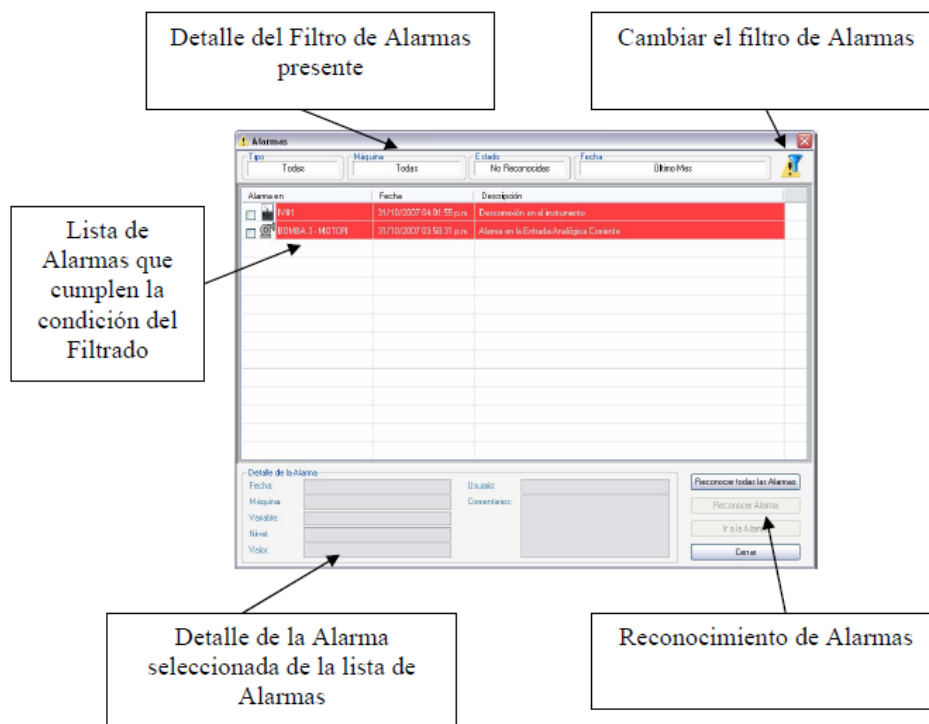 Detalle del Filtro de Alarmas
presente
Cambiar el filtro de Alarmas
Alarmas
Tipo
Todas
Máquina
Todas
Estado
No Reconocidas
Fecha
Último Mes
Alarma en
Fecha
Descripción
31/10/2007 04:01:55 p.m.
Desconexión en el instrumento
BOMBA 3 - MOTOR
31/10/2007 03:58:31 p.m.
Alarma en la Entrada Analógica Corriente
Lista de
Alarmas que
cumplen la
condición del
Filtrado
Detalle de la Alarma
Fecha:
Máquina:
Variable:
Nivel:
Valor:
Usuario:
Comentarios:
Reconocer todas las Alarmas
Reconocer Alarma
Ir a la Alarma
Cerrar
Detalle de la Alarma
seleccionada de la lista de
Alarmas
Reconocimiento de Alarmas